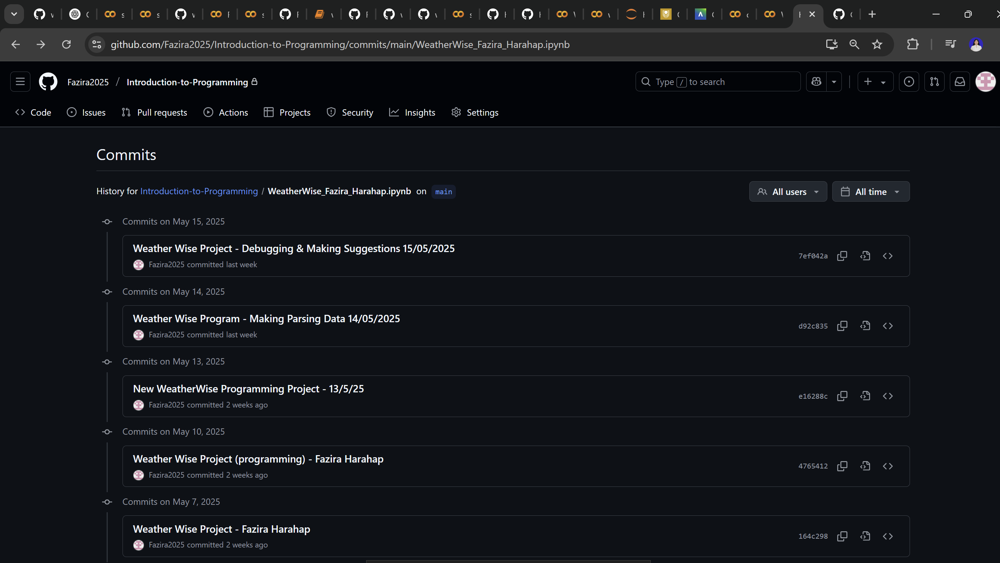 github.com/Fazira2025/Introduction-to-Programming/commits/main/WeatherWise_Fazira_Harahap.ipynb
Fazira2025 / Introduction-to-Programming
Type / to search
Code Issues Pull requests Actions Projects Security Insights Settings
Commits
History for Introduction-to-Programming / WeatherWise_Fazira_Harahap.ipynb on main
All users All time
Commits on May 15, 2025
Weather Wise Project - Debugging & Making Suggestions 15/05/2025
7ef042a
Fazira2025 committed last week
Commits on May 14, 2025
Weather Wise Program - Making Parsing Data 14/05/2025
d92c835
Fazira2025 committed last week
Commits on May 13, 2025
New WeatherWise Programming Project - 13/5/25
e16288c
Fazira2025 committed 2 weeks ago
Commits on May 10, 2025
Weather Wise Project (programming) - Fazira Harahap
4765412
Fazira2025 committed 2 weeks ago
Commits on May 7, 2025
Weather Wise Project - Fazira Harahap
164c298
Fazira2025 committed 2 weeks ago